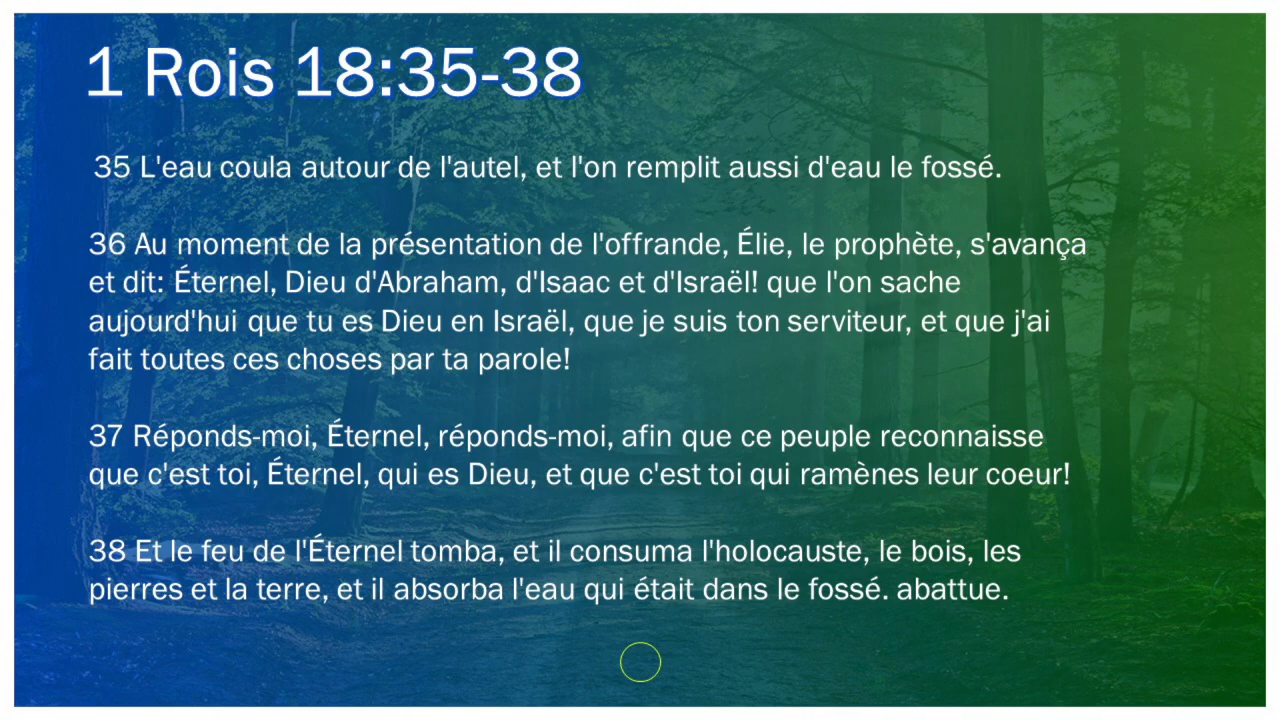 1 Rois 18:35-38
35 L'eau coula autour de l'autel, et l'on remplit aussi d'eau le fossé.
36 Au moment de la présentation de l'offrande, Élie, le prophète, s'avança
et dit: Éternel, Dieu d'Abraham, d'Isaac et d'Israël! que l'on sache
aujourd'hui que tu es Dieu en Israël, que je suis ton serviteur, et que j'ai
fait toutes ces choses par ta parole!
37 Réponds-moi, Éternel, réponds-moi, afin que ce peuple reconnaisse
que c'est toi, Éternel, qui es Dieu, et que c'est toi qui ramènes leur coeur!
38 Et le feu de l'Éternel tomba, et il consuma l'holocauste, le bois, les
pierres et la terre, et il absorba l'eau qui était dans le fossé. abattue.